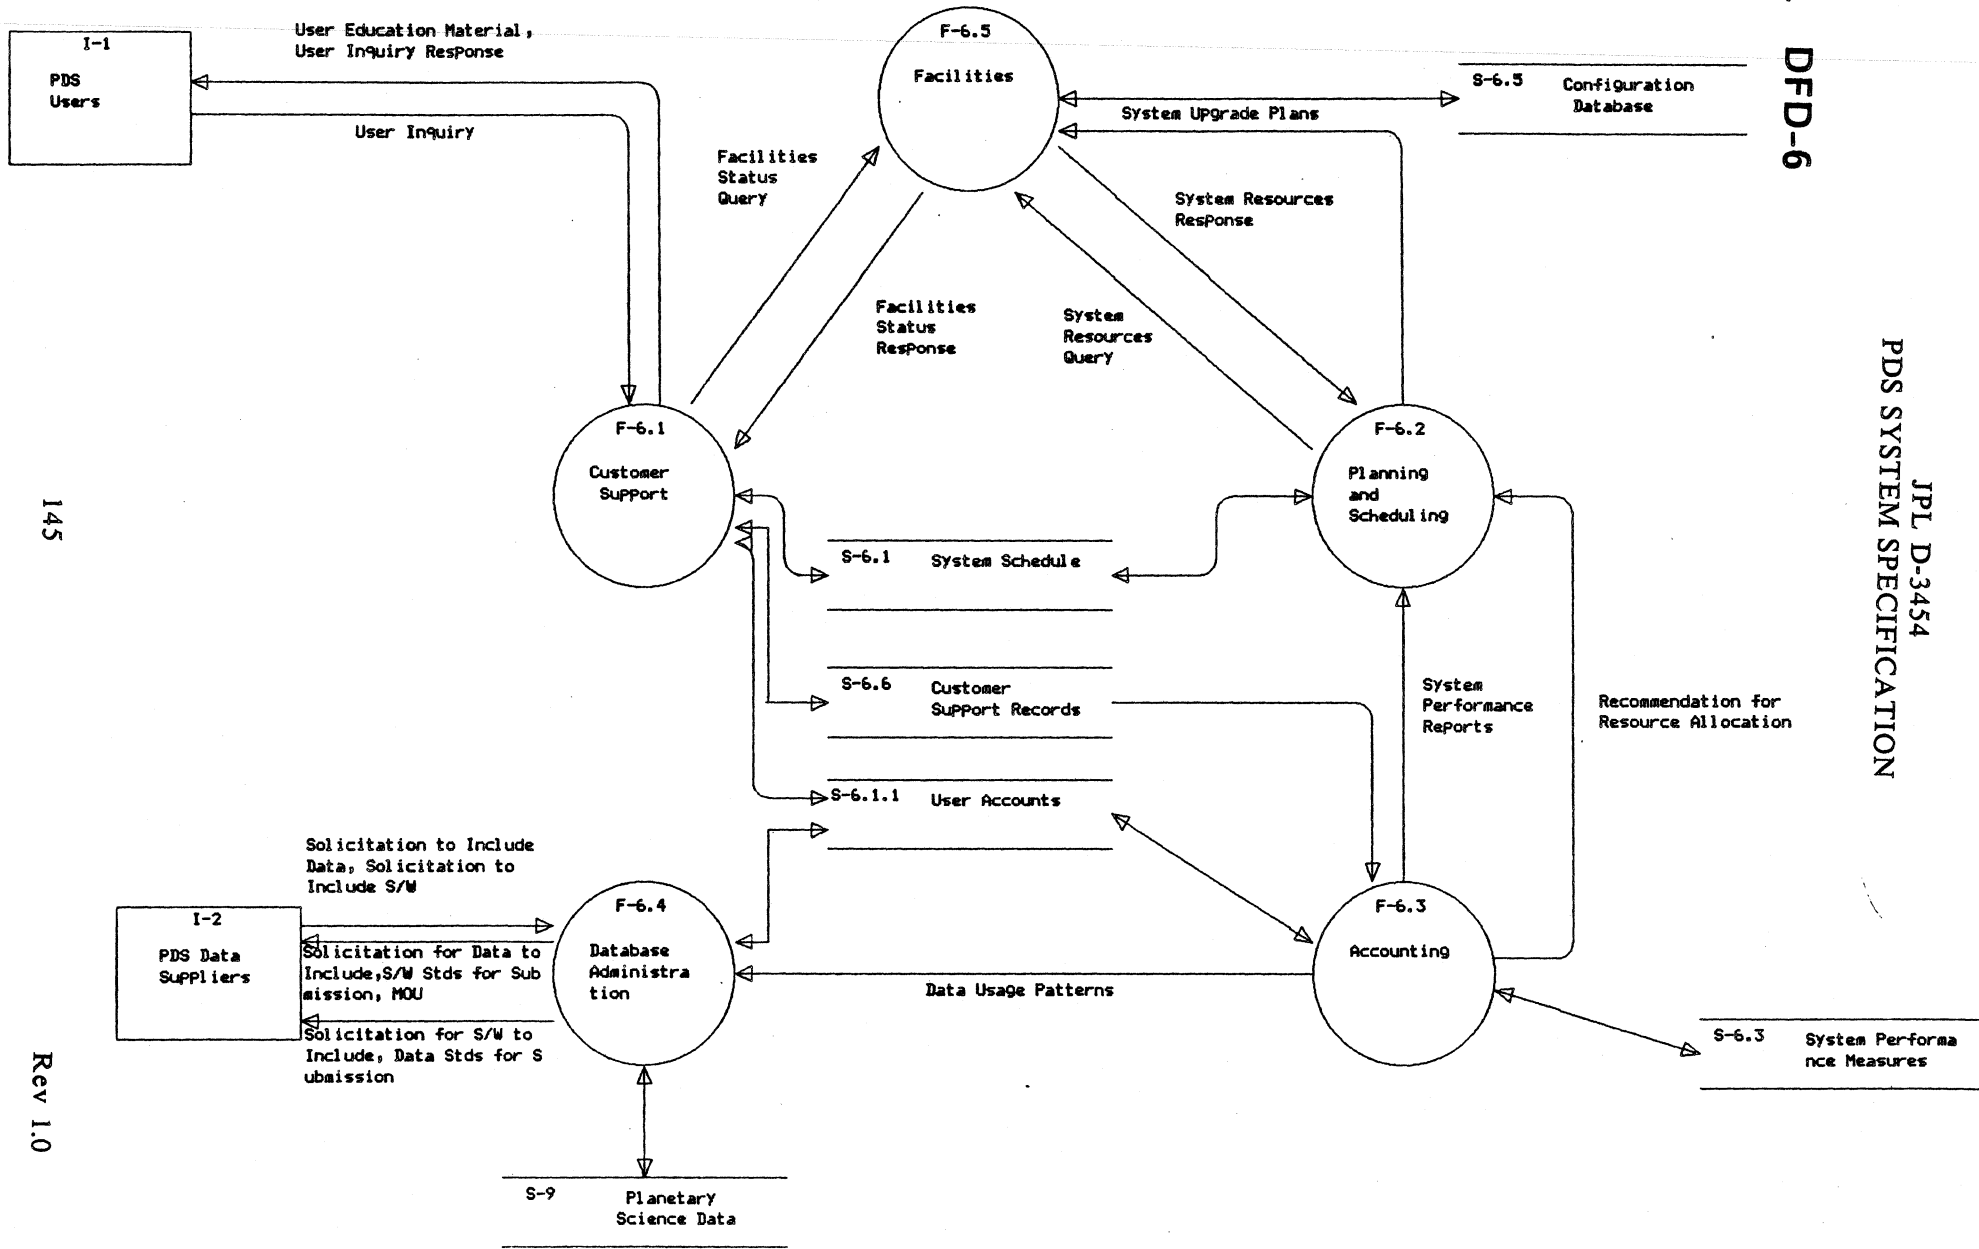 I-1
PDS
Users
User Education Material,
User Inquiry Response
User Inquiry
F-6.5
Facilities
S-6.5
Configuration
Database
System Upgrade Plans
DFD-6
JPL D-3454
PDS SYSTEM SPECIFICATION
Facilities
Status
Query
System Resources
Response
Facilities
Status
Response
System
Resources
Query
F-6.1
Customer
Support
F-6.2
Planning
and
Scheduling
S-6.1
System Schedule
S-6.6
Customer
Support Records
System
Performance
Reports
Recommendation for
Resource Allocation
S-6.1.1
User Accounts
Solicitation to Include
Data, Solicitation to
Include S/W
I-2
PDS Data
Suppliers
Solicitation for Data to
Include,S/W Stds for Sub
mission, MOU
Solicitation for S/W to
Include, Data Stds for S
ubmission
F-6.4
Database
Administra
tion
Data Usage Patterns
F-6.3
Accounting
S-6.3
System Performa
nce Measures
S-9
Planetary
Science Data
145
Rev 1.0